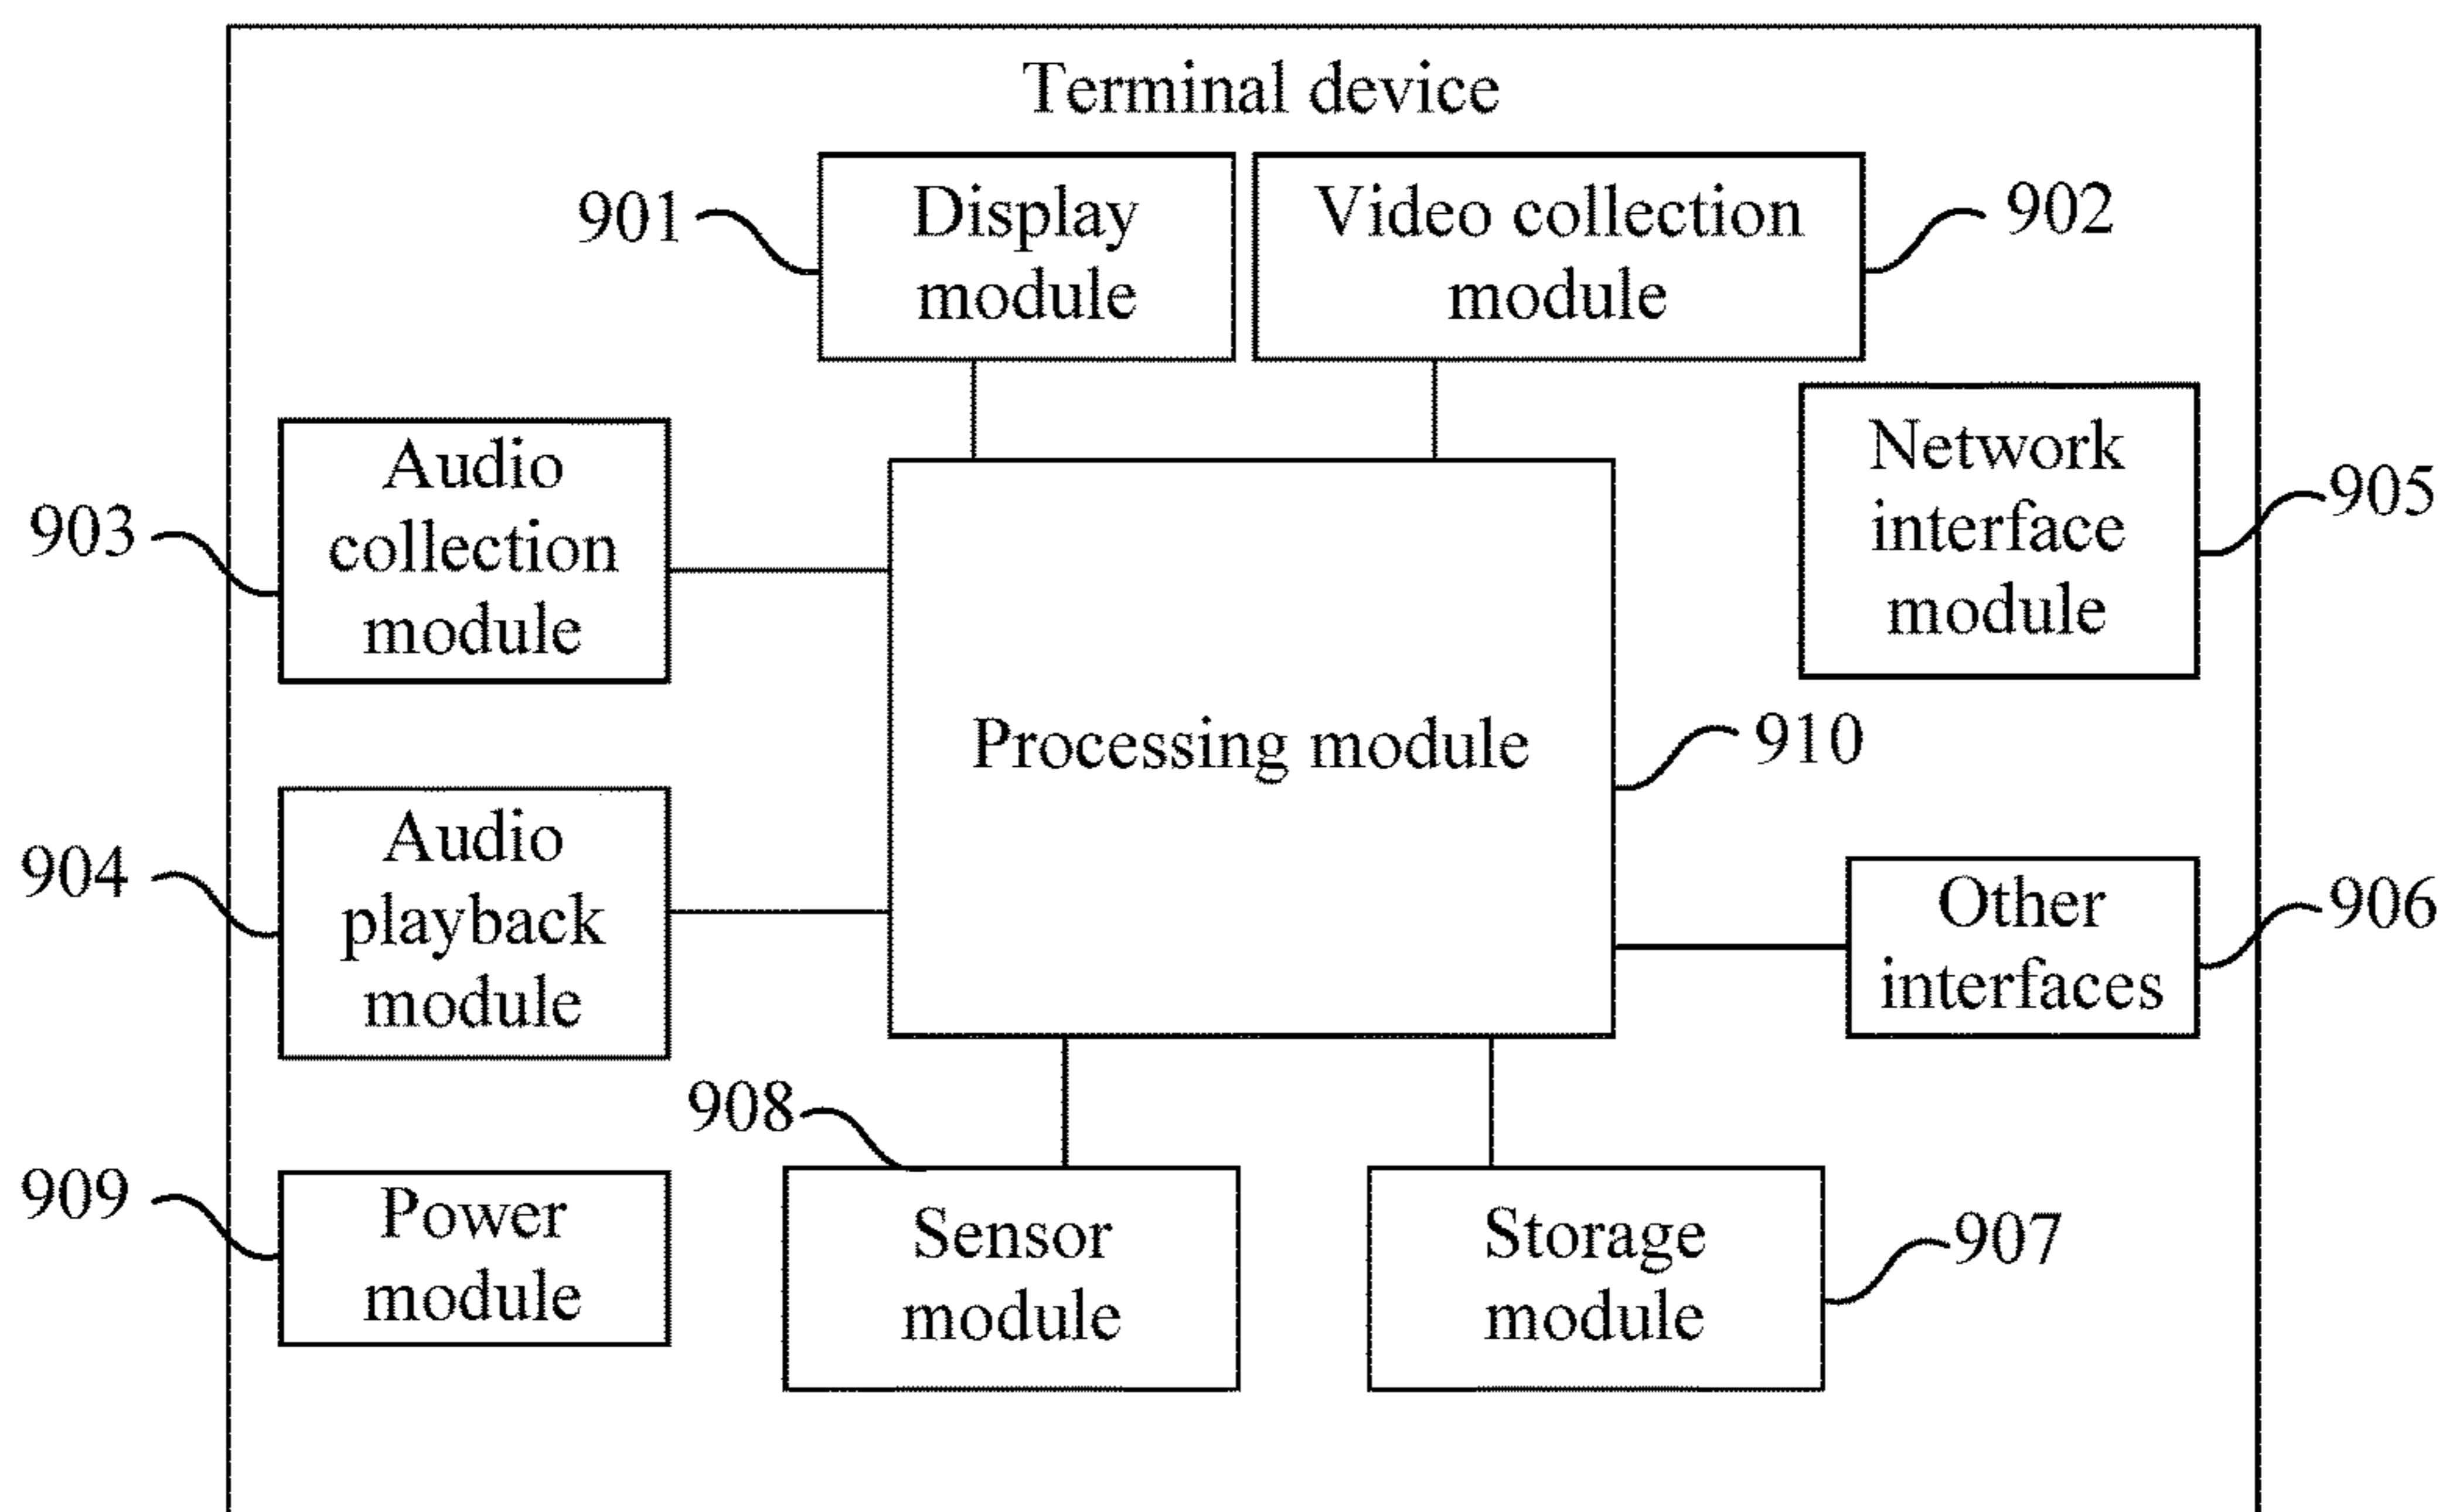 Terminal device
901
Display
module
Video collection
module
902
903
Audio
collection
module
Network
interface
module
905
Processing module
910
904
Audio
playback
module
Other
interfaces
906
909
Power
module
908
Sensor
module
Storage
module
907